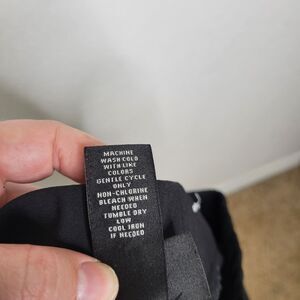 MACHINE
WASH COLD
WITH LIKE
COLORS
GENTLE CYCLE
ONLY
NON-CHLORINE
BLEACH WHEN
NEEDED
TUMBLE DRY
LOW
COOL IRON
IF NEEDED